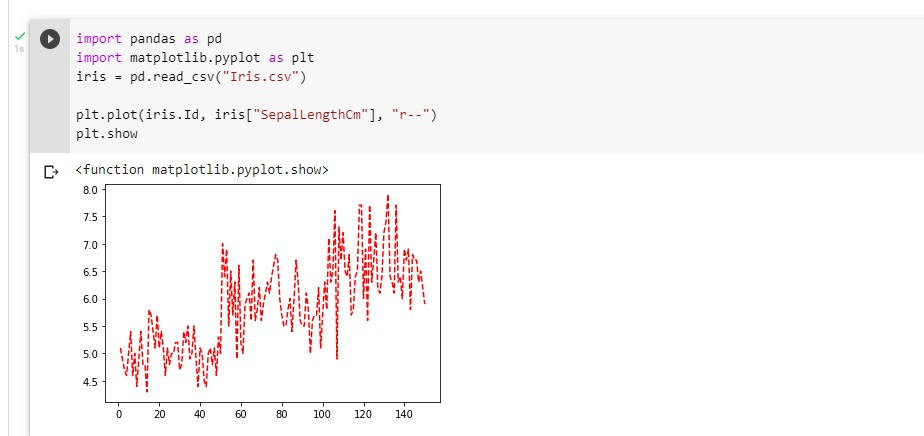 import pandas as pd
import matplotlib.pyplot as plt
iris = pd.read_csv("Iris.csv")
plt.plot(iris.Id, iris["SepalLengthCm"], "r--")
plt.show
1s
<function matplotlib.pyplot.show>
8.0
7.5
7.0
6.5
6.0
5.5
5.0
4.5
0 20 40 60 80 100 120 140